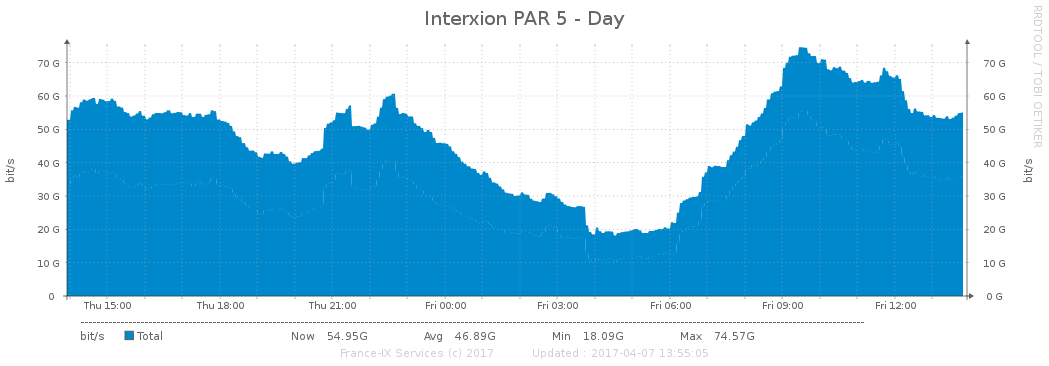 Interxion PAR 5 - Day
RRDTOOL / TOBI OETIKER
bit/s
70 G
60 G
50 G
40 G
30 G
20 G
10 G
0
70 G
60 G
50 G
40 G
30 G
20 G
10 G
0 G
bit/s
Thu 15:00 Thu 18:00 Thu 21:00 Fri 00:00 Fri 03:00 Fri 06:00 Fri 09:00 Fri 12:00
bit/s Total Now 54.95G Avg 46.89G Min 18.09G Max 74.57G
France-IX Services (c) 2017 Updated : 2017-04-07 13:55:05